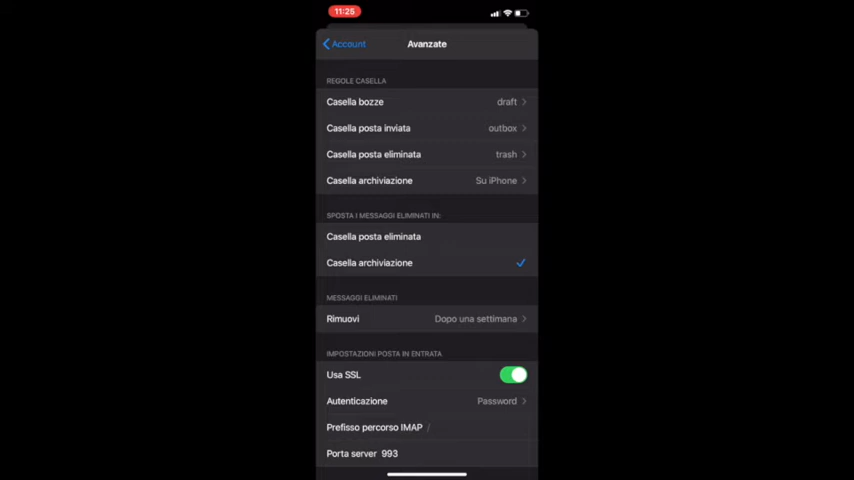 11:25
Account
Avanzate
REGOLE CASELLA
Casella bozze draft
Casella posta inviata outbox
Casella posta eliminata trash
Casella archiviazione Su iPhone
SPOSTA I MESSAGGI ELIMINATI IN:
Casella posta eliminata
Casella archiviazione
MESSAGGI ELIMINATI
Rimuovi Dopo una settimana
IMPOSTAZIONI POSTA IN ENTRATA
Usa SSL
Autenticazione Password
Prefisso percorso IMAP /
Porta server 993